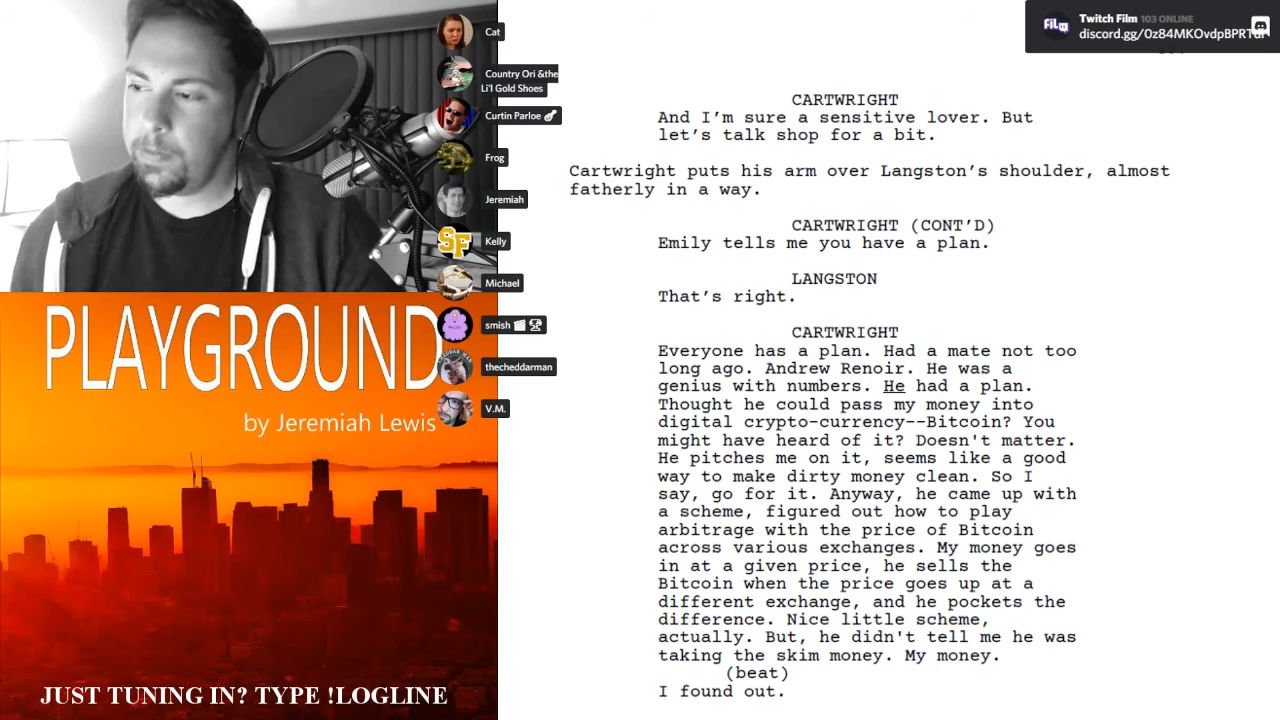 Cat
Country Ori &the
Li'l Gold Shoes
Curtin Parloe
Frog
Jeremiah
Kelly
SF
Michael
smish
thecheddarman
V.M.
PLAYGROUND
by Jeremiah Lewis
JUST TUNING IN? TYPE !LOGLINE
FiLm
Twitch Film 103 ONLINE
CARTWRIGHT
And I’m sure a sensitive lover. But
let’s talk shop for a bit.
Cartwright puts his arm over Langston’s shoulder, almost
fatherly in a way.
CARTWRIGHT (CONT’D)
Emily tells me you have a plan.
LANGSTON
That’s right.
CARTWRIGHT
Everyone has a plan. Had a mate not too
long ago. Andrew Renoir. He was a
genius with numbers. He had a plan.
Thought he could pass my money into
digital crypto-currency--Bitcoin? You
might have heard of it? Doesn't matter.
He pitches me on it, seems like a good
way to make dirty money clean. So I
say, go for it. Anyway, he came up with
a scheme, figured out how to play
arbitrage with the price of Bitcoin
across various exchanges. My money goes
in at a given price, he sells the
Bitcoin when the price goes up at a
different exchange, and he pockets the
difference. Nice little scheme,
actually. But, he didn't tell me he was
taking the skim money. My money.
(beat)
I found out.